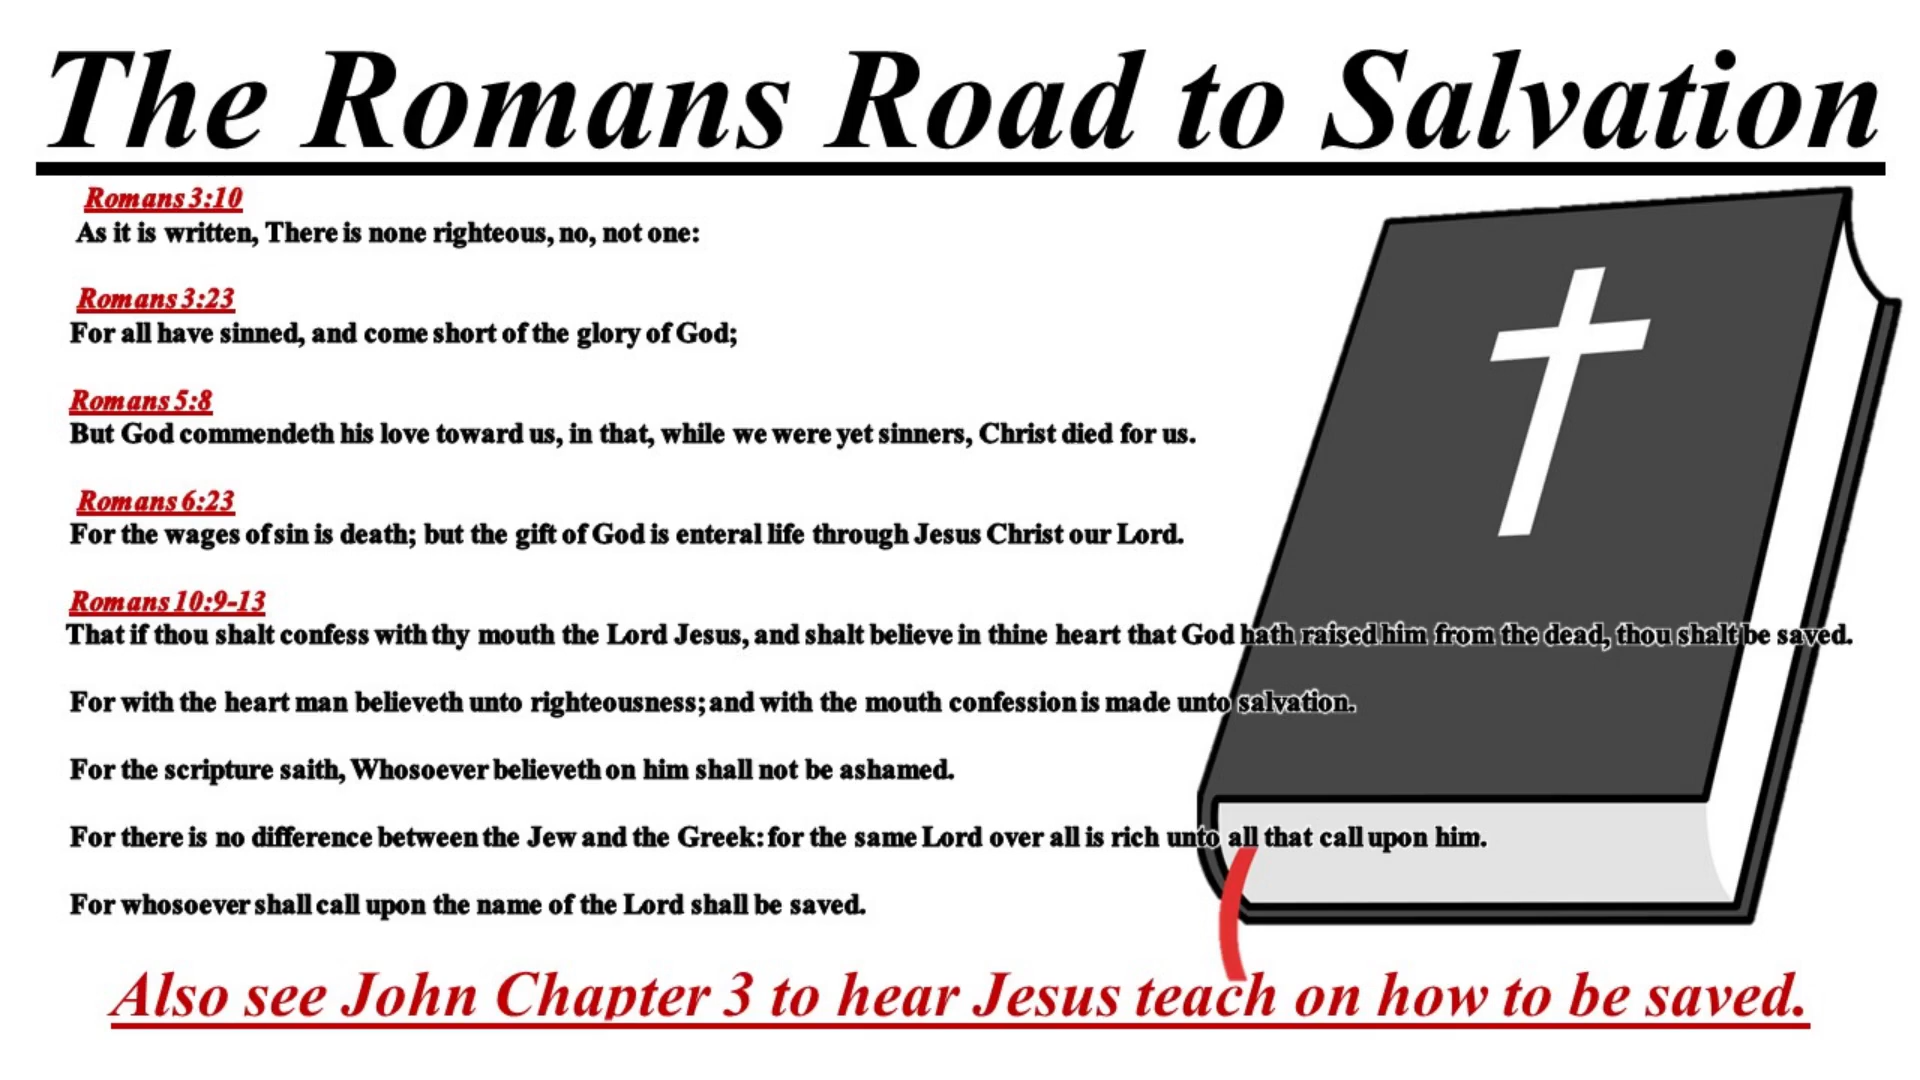 The Romans Road to Salvation
Romans 3:10
As it is written, There is none righteous, no, not one:
Romans 3:23
For all have sinned, and come short of the glory of God;
Romans 5:8
But God commendeth his love toward us, in that, while we were yet sinners, Christ died for us.
Romans 6:23
For the wages of sin is death; but the gift of God is enteral life through Jesus Christ our Lord.
Romans 10:9-13
That if thou shalt confess with thy mouth the Lord Jesus, and shalt believe in thine heart that God hath raised him from the dead, thou shalt be saved.
For with the heart man believeth unto righteousness; and with the mouth confession is made unto salvation.
For the scripture saith, Whosoever believeth on him shall not be ashamed.
For there is no difference between the Jew and the Greek: for the same Lord over all is rich unto all that call upon him.
For whosoever shall call upon the name of the Lord shall be saved.
Also see John Chapter 3 to hear Jesus teach on how to be saved.